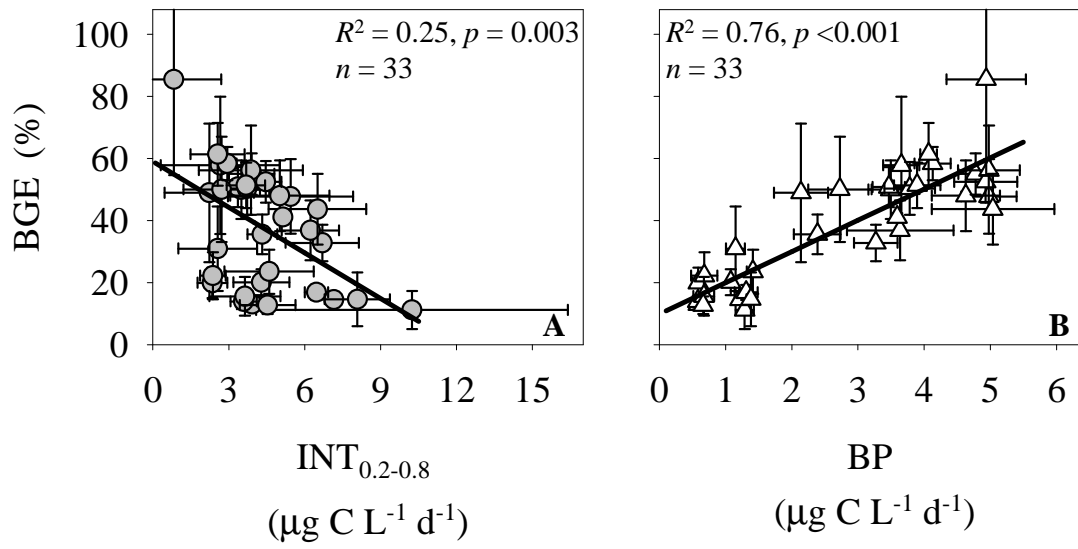 R² = 0.25, p = 0.003
n = 33
100
80
60
40
20
0
BGE (%)
0 3 6 9 12 15
A
INT0.2-0.8
(μg C L-1 d-1)
R² = 0.76, p <0.001
n = 33
0 1 2 3 4 5 6
B
BP
(μg C L-1 d-1)